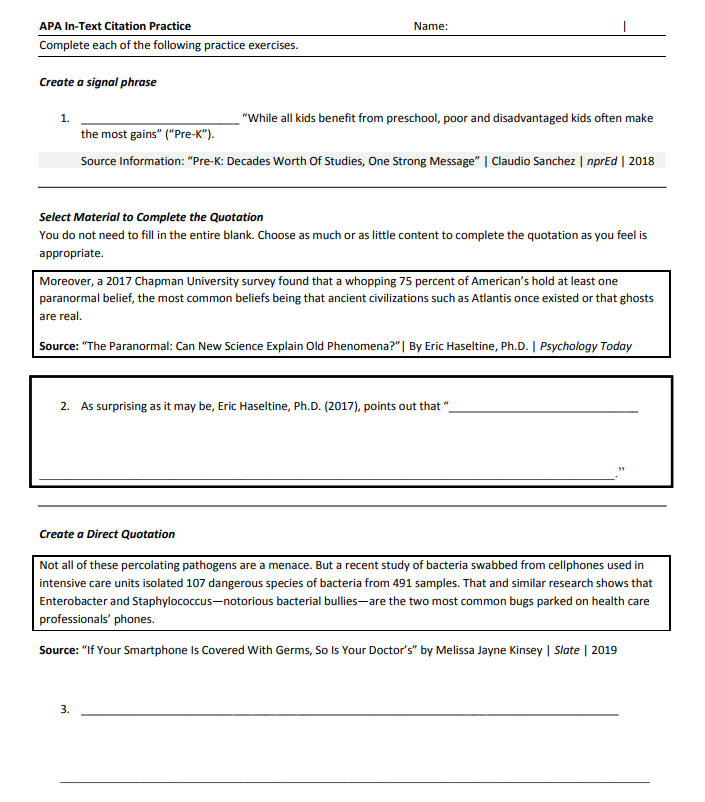 APA In-Text Citation Practice Name: |
Complete each of the following practice exercises.
Create a signal phrase
1. __________________________ “While all kids benefit from preschool, poor and disadvantaged kids often make
the most gains” (“Pre-K”).
Source Information: “Pre-K: Decades Worth Of Studies, One Strong Message” | Claudio Sanchez | nprEd | 2018
Select Material to Complete the Quotation
You do not need to fill in the entire blank. Choose as much or as little content to complete the quotation as you feel is
appropriate.
Moreover, a 2017 Chapman University survey found that a whopping 75 percent of American’s hold at least one
paranormal belief, the most common beliefs being that ancient civilizations such as Atlantis once existed or that ghosts
are real.
Source: “The Paranormal: Can New Science Explain Old Phenomena?”| By Eric Haseltine, Ph.D. | Psychology Today
2. As surprising as it may be, Eric Haseltine, Ph.D. (2017), points out that “_______________________________
_______________________________________________________________________________________________.”
Create a Direct Quotation
Not all of these percolating pathogens are a menace. But a recent study of bacteria swabbed from cellphones used in
intensive care units isolated 107 dangerous species of bacteria from 491 samples. That and similar research shows that
Enterobacter and Staphylococcus—notorious bacterial bullies—are the two most common bugs parked on health care
professionals’ phones.
Source: “If Your Smartphone Is Covered With Germs, So Is Your Doctor’s” by Melissa Jayne Kinsey | Slate | 2019
3. ________________________________________________________________________________________